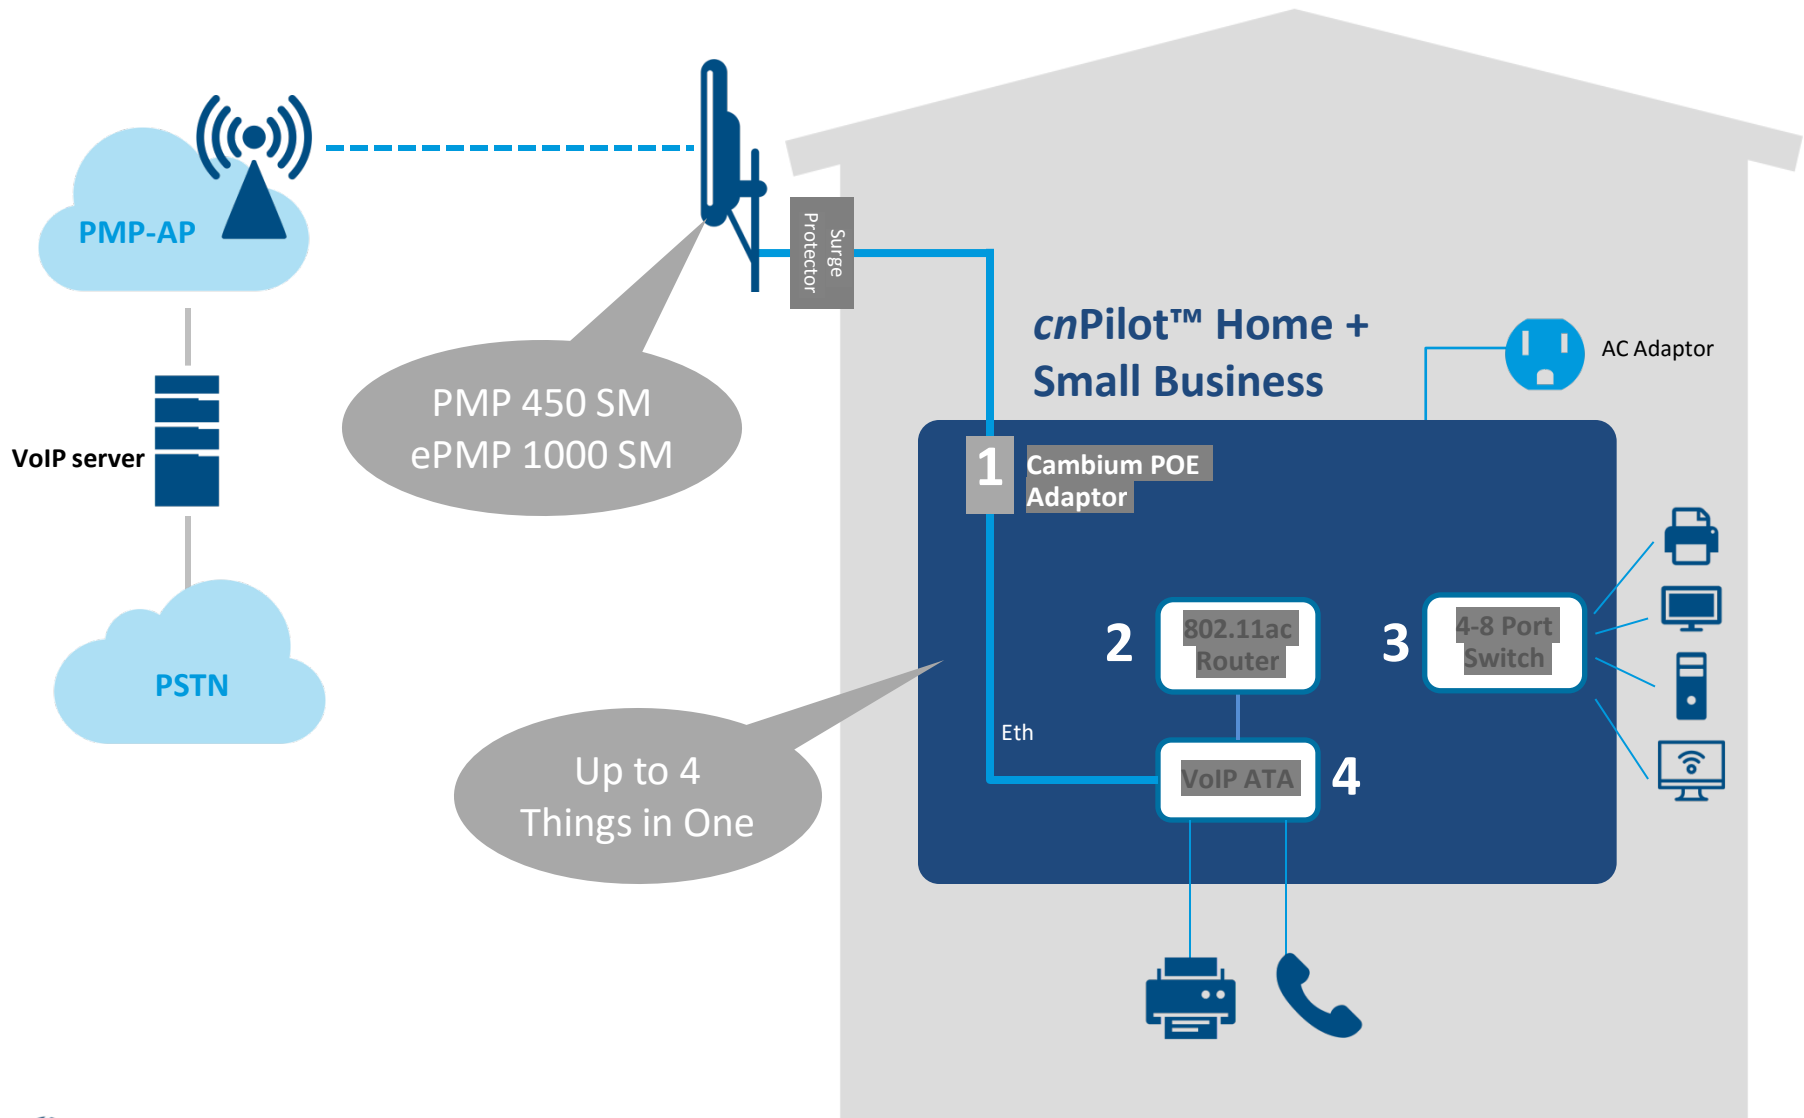 PMP-AP
VoIP server
PSTN
PMP 450 SM
ePMP 1000 SM
Surge
Protector
cnPilot™ Home +
Small Business
AC Adaptor
1
Cambium POE
Adaptor
2
802.11ac
Router
3
4-8 Port
Switch
Eth
VoIP ATA
4
Up to 4
Things in One